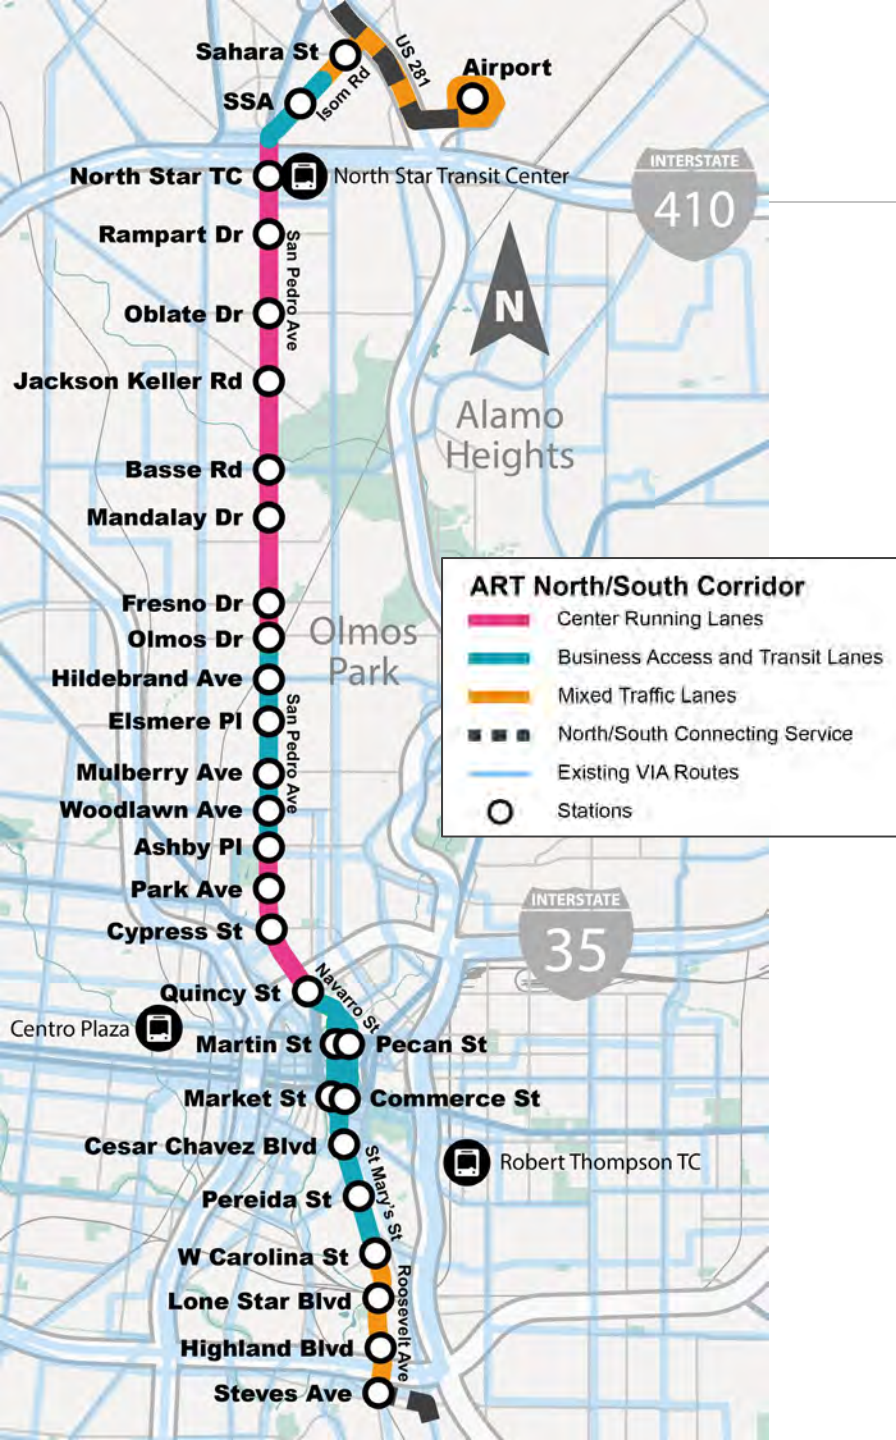 Sahara St
US 281
Airport
SSA
Isom Rd
INTERSTATE
410
North Star TC
North Star Transit Center
Rampart Dr
San Pedro Ave
N
Oblate Dr
Jackson Keller Rd
Alamo
Heights
Basse Rd
Mandalay Dr
ART North/South Corridor
Center Running Lanes
Business Access and Transit Lanes
Mixed Traffic Lanes
North/South Connecting Service
Existing VIA Routes
Stations
Fresno Dr
Olmos Dr
Olmos
Park
Hildebrand Ave
Elsmere Pl
San Pedro Ave
Mulberry Ave
Woodlawn Ave
Ashby Pl
Park Ave
Cypress St
INTERSTATE
35
Quincy St
Navarro St
Centro Plaza
Martin St
Pecan St
Market St
Commerce St
Cesar Chavez Blvd
St Mary's St
Robert Thompson TC
Pereida St
W Carolina St
Roosevelt Ave
Lone Star Blvd
Highland Blvd
Steves Ave